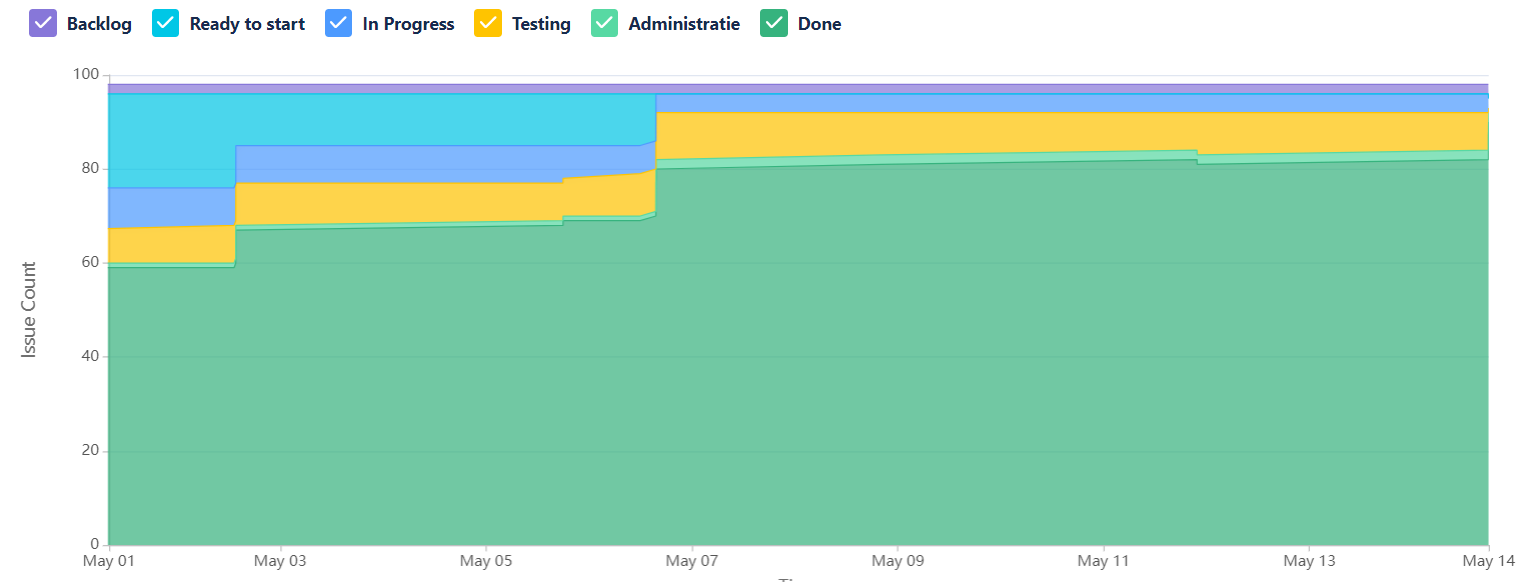 Backlog Ready to start In Progress Testing Administratie Done
100
80
60
40
20
0
Issue Count
May 01 May 03 May 05 May 07 May 09 May 11 May 13 May 14